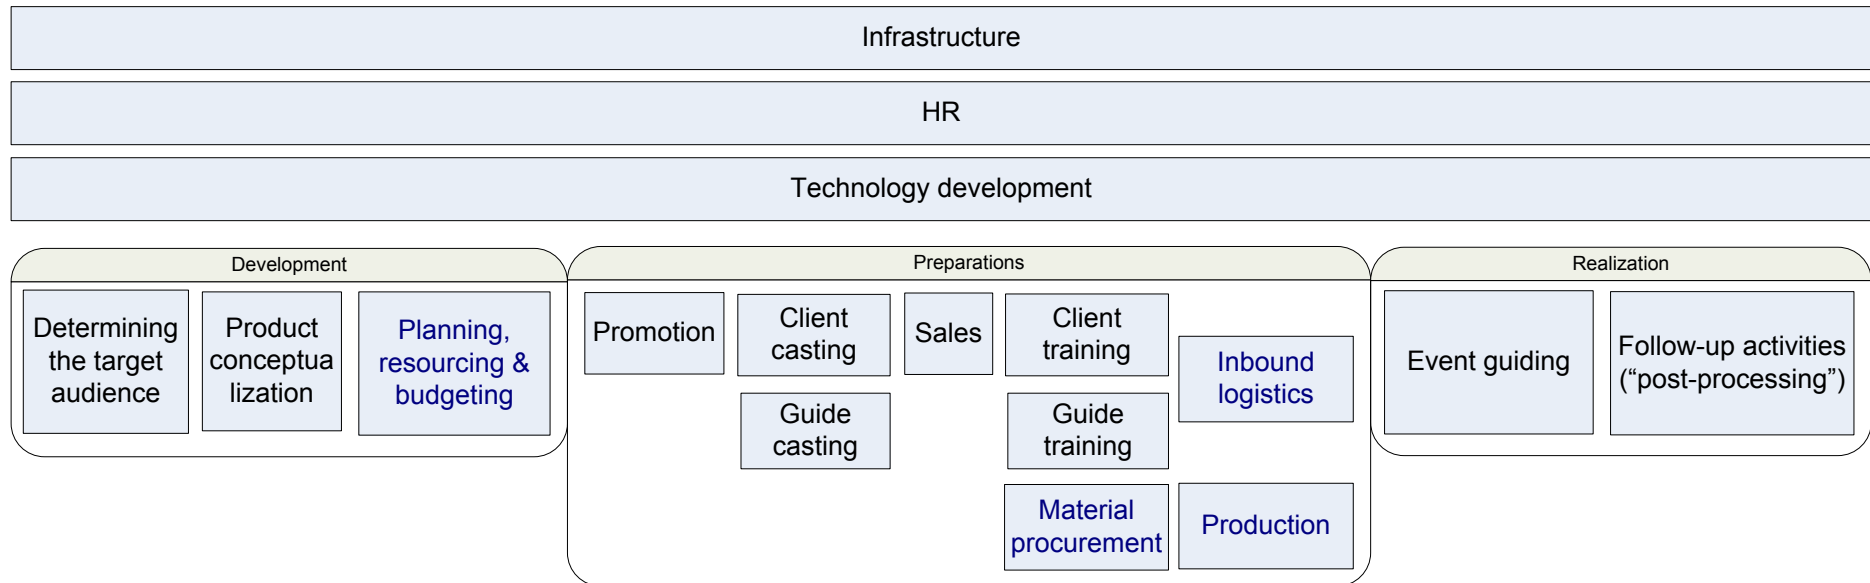 Infrastructure
HR
Technology development
Development
Determining
the target
audience
Product
conceptua
lization
Planning,
resourcing &
budgeting
Preparations
Promotion
Client
casting
Guide
casting
Sales
Client
training
Guide
training
Material
procurement
Inbound
logistics
Production
Realization
Event guiding
Follow-up activities
(“post-processing”)